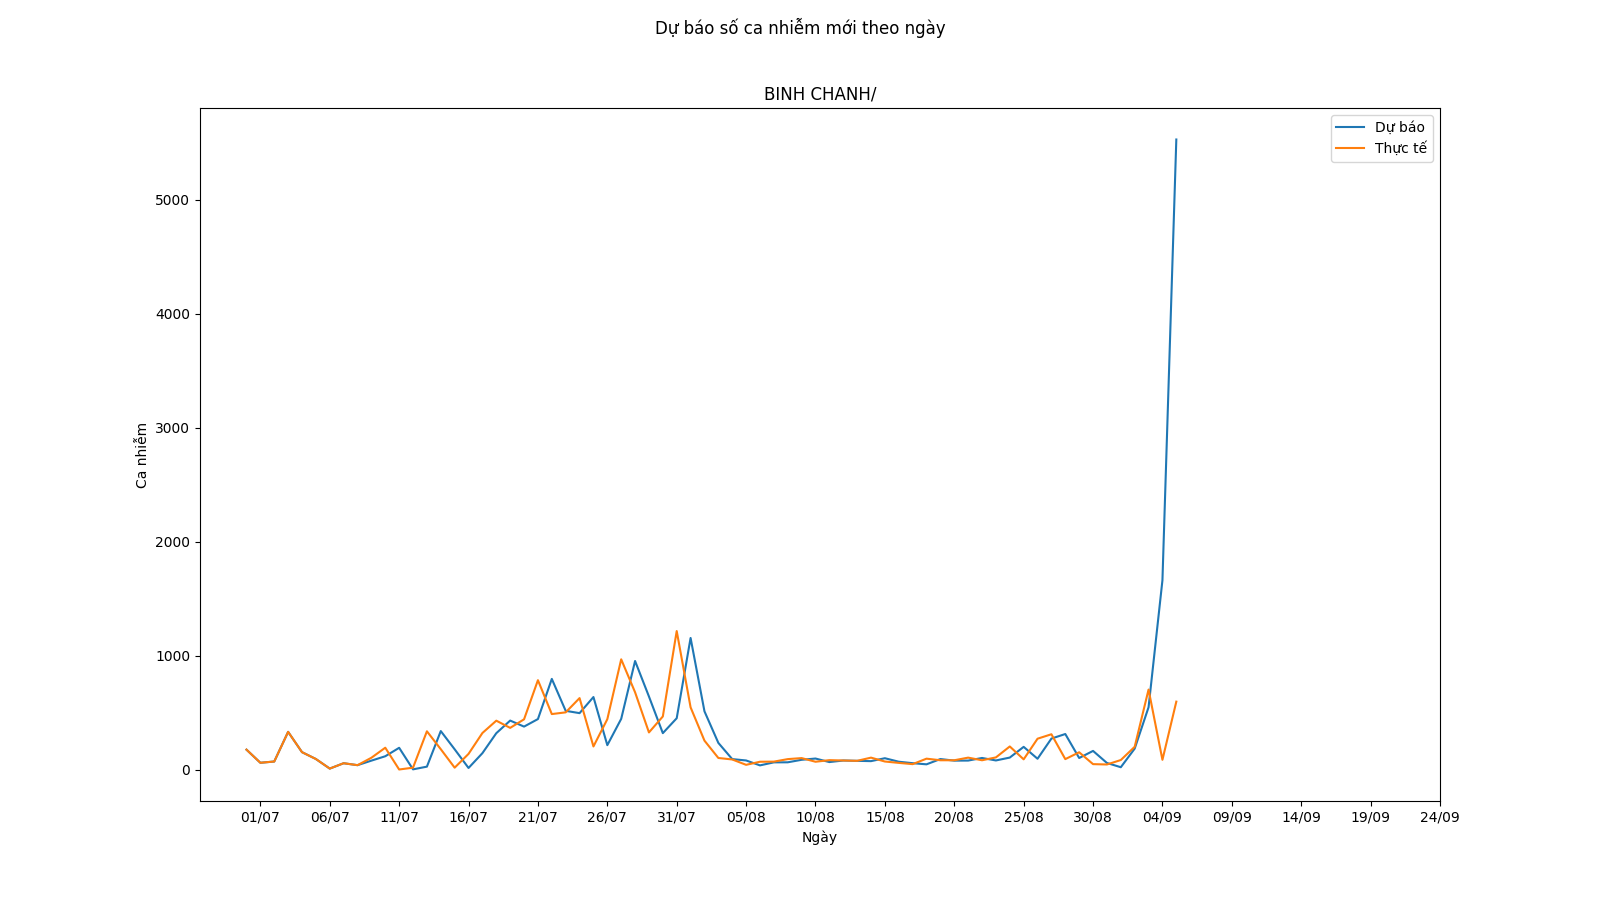 Dự báo số ca nhiễm mới theo ngày
BINH CHANH/
Dự báo
Thực tế
5000
4000
3000
2000
1000
0
Ca nhiễm
01/07 06/07 11/07 16/07 21/07 26/07 31/07 05/08 10/08 15/08 20/08 25/08 30/08 04/09 09/09 14/09 19/09 24/09
Ngày